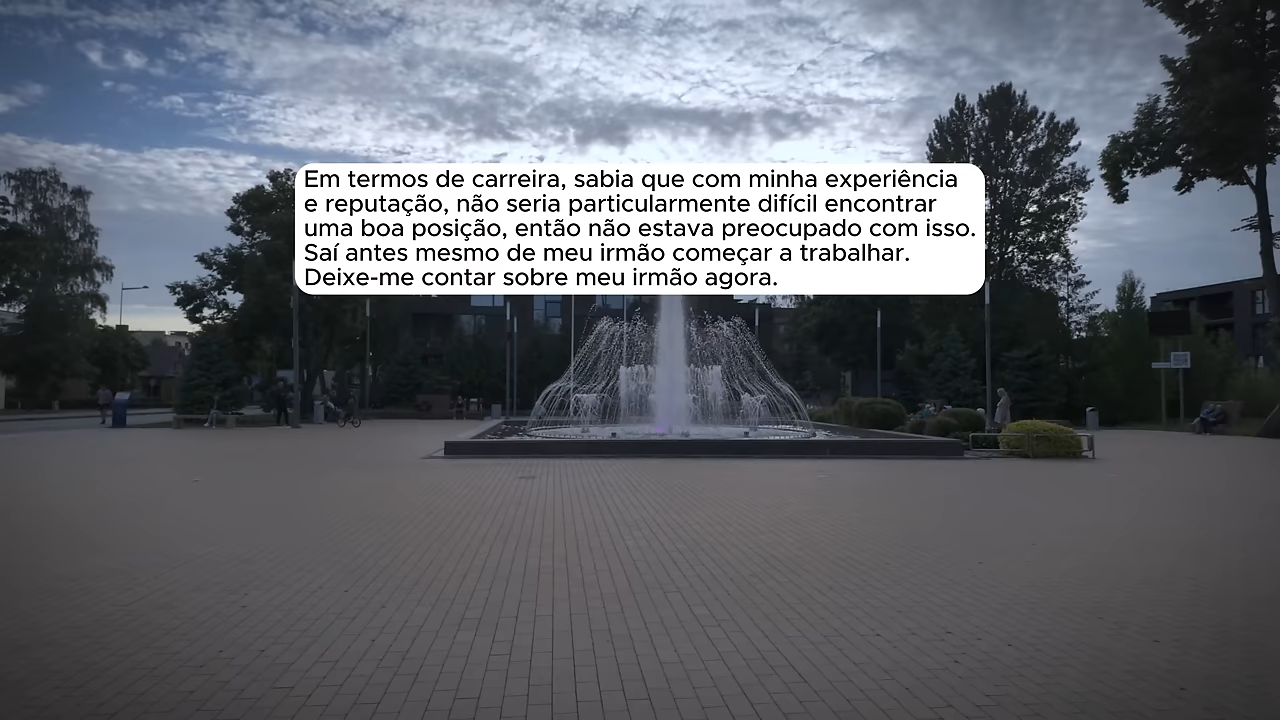 Em termos de carreira, sabia que com minha experiência
e reputação, não seria particularmente difícil encontrar
uma boa posição, então não estava preocupado com isso.
Saí antes mesmo de meu irmão começar a trabalhar.
Deixe-me contar sobre meu irmão agora.